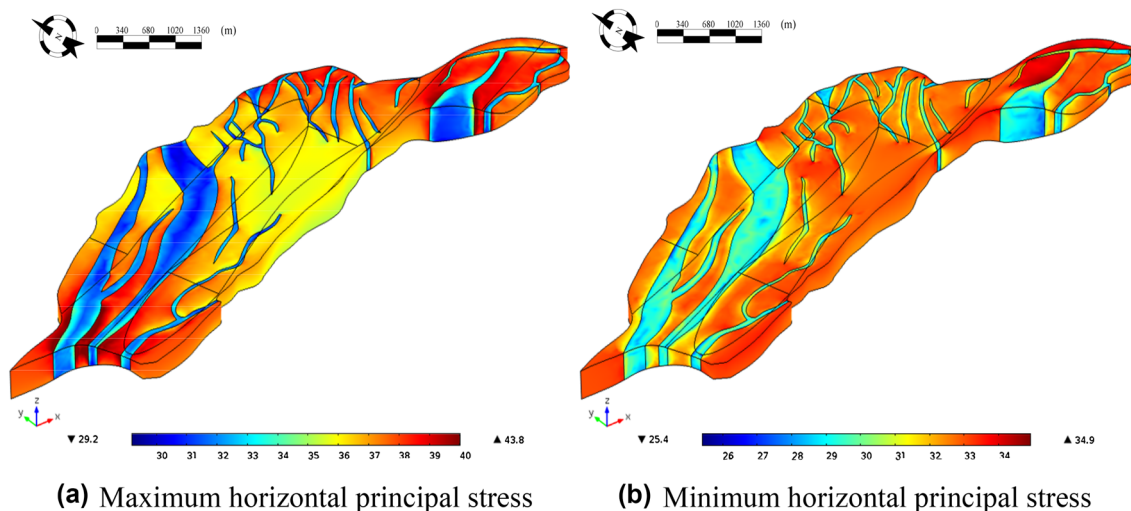 N
0 340 680 1020 1360 (m)
N
0 340 680 1020 1360 (m)
z
y x
▼ 29.2
30 31 32 33 34 35 36 37 38 39 40
▲ 43.8
z
y x
▼ 25.4
26 27 28 29 30 31 32 33 34
▲ 34.9
(a) Maximum horizontal principal stress
(b) Minimum horizontal principal stress